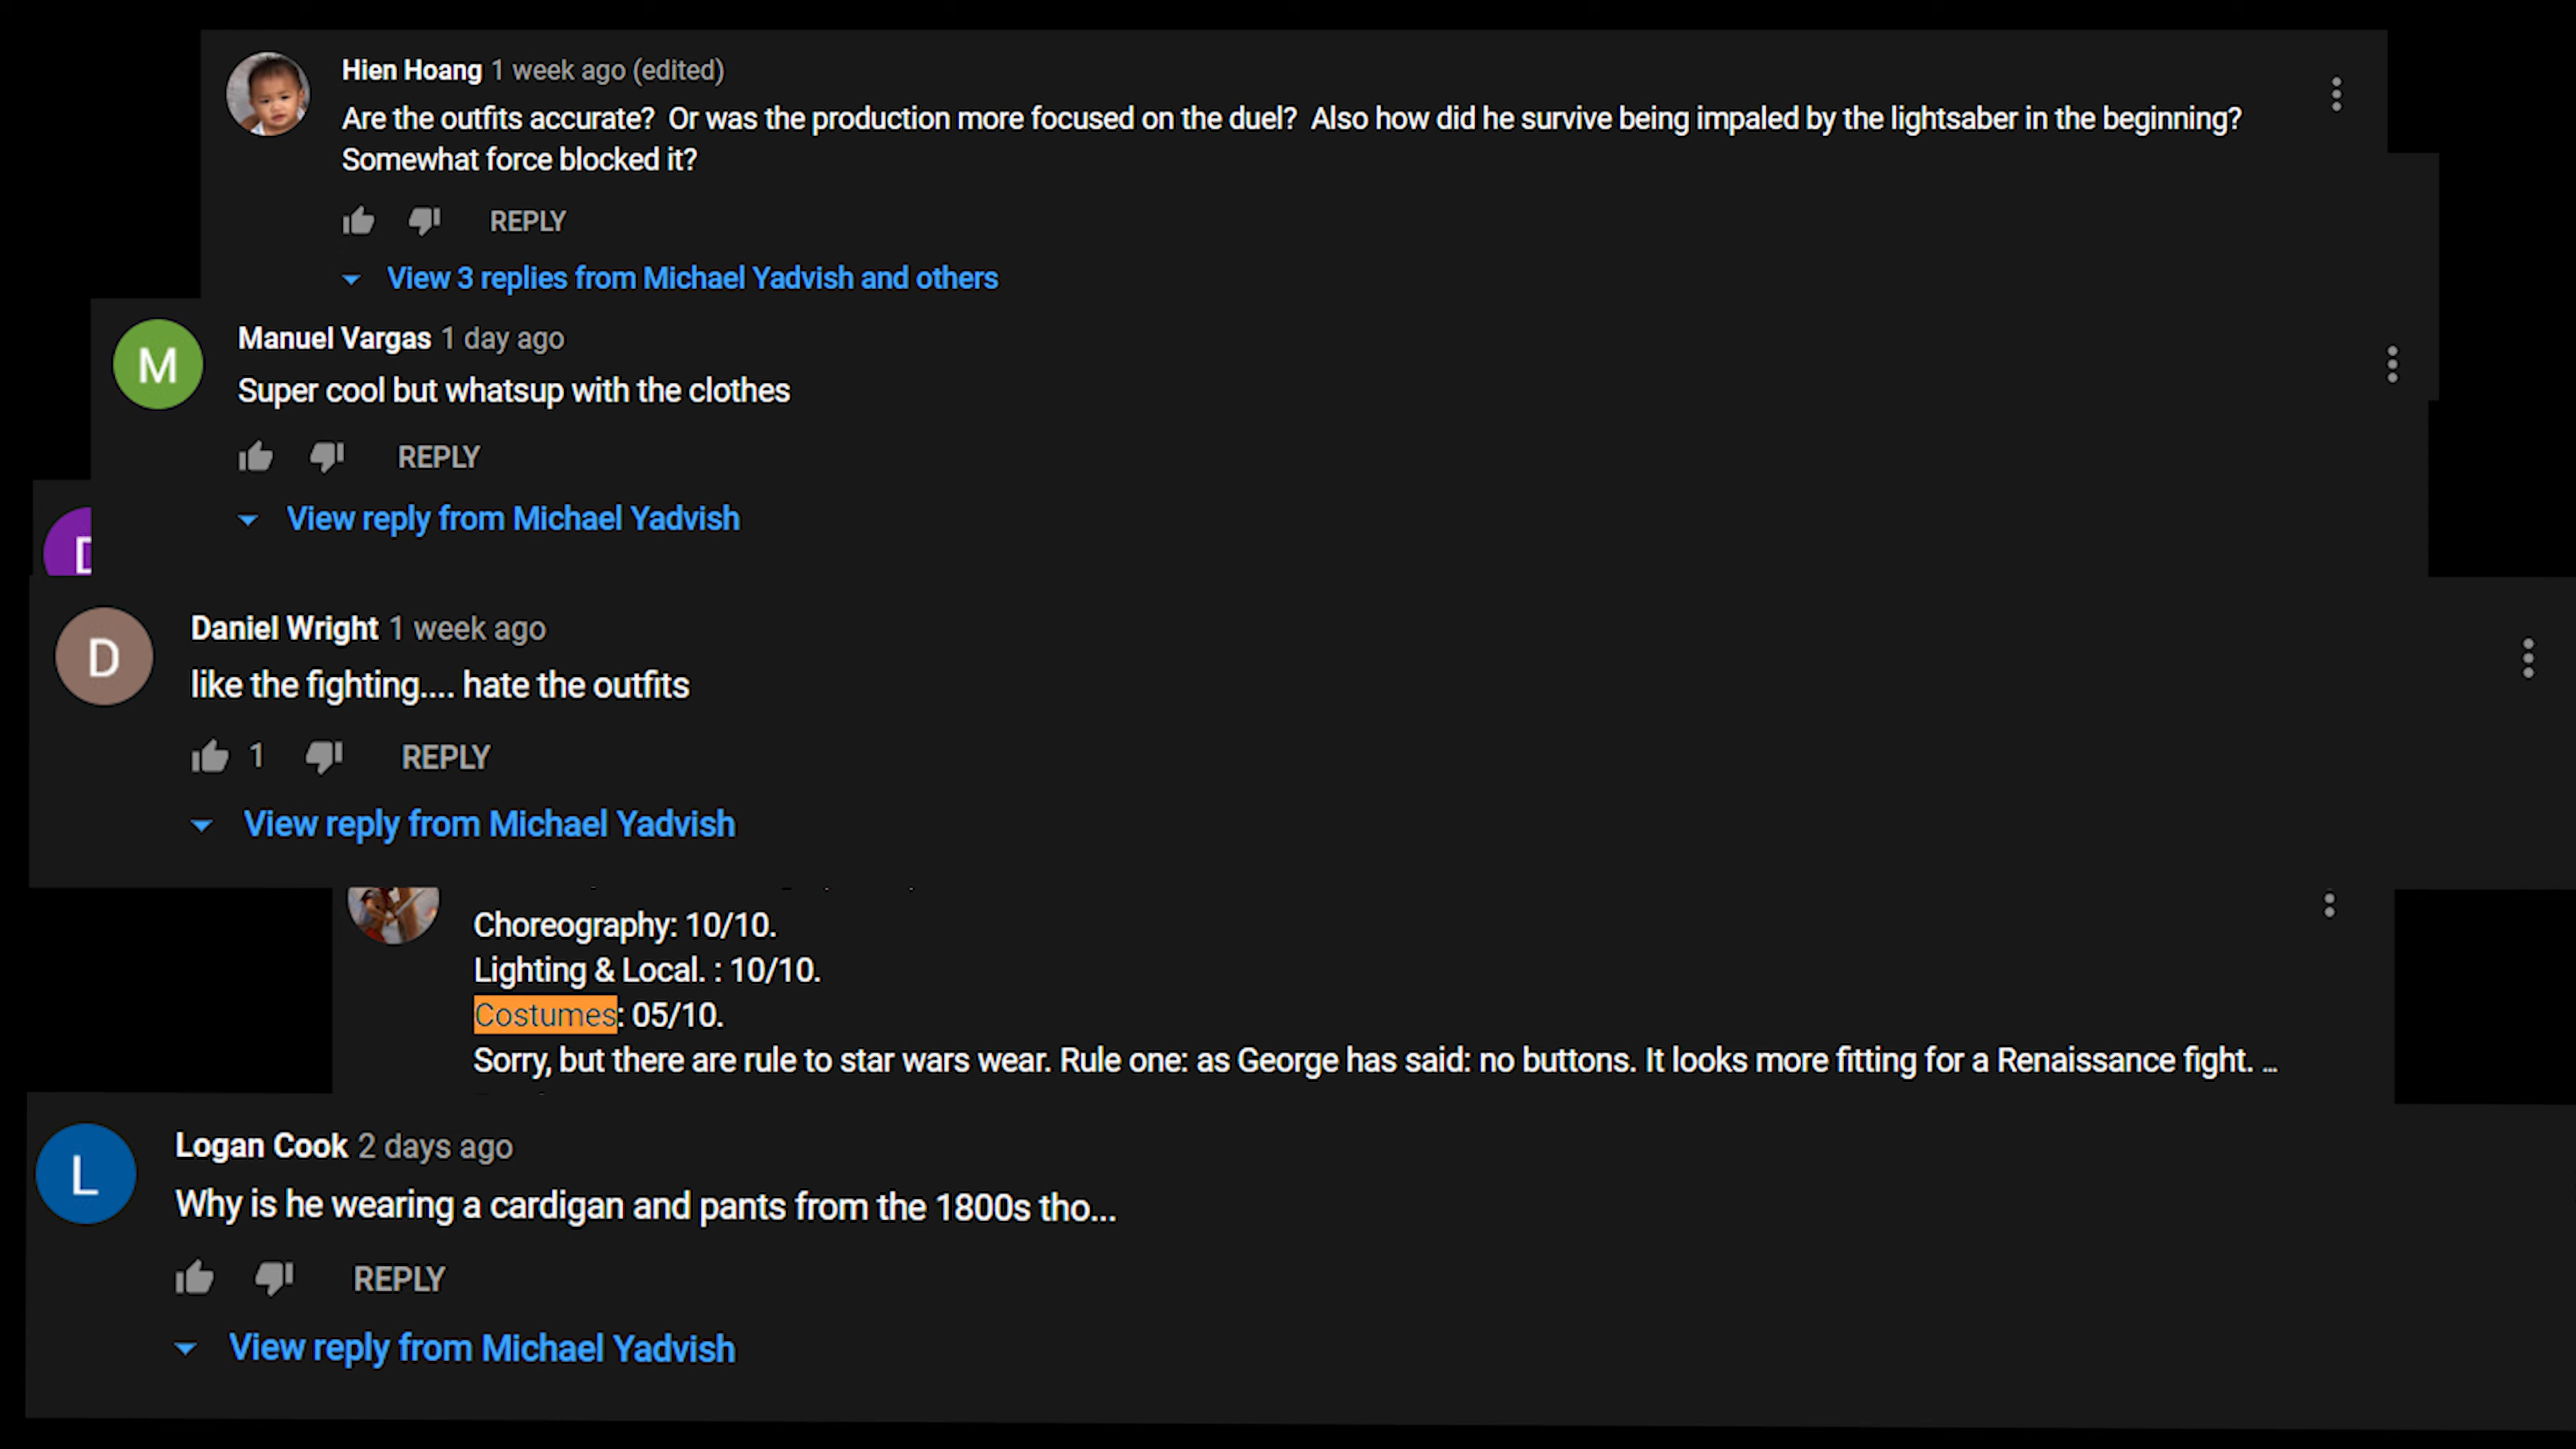 Hien Hoang 1 week ago (edited)
Are the outfits accurate? Or was the production more focused on the duel? Also how did he survive being impaled by the lightsaber in the beginning?
Somewhat force blocked it?
REPLY
View 3 replies from Michael Yadvish and others
M
Manuel Vargas 1 day ago
Super cool but whatsup with the clothes
REPLY
View reply from Michael Yadvish
D
Daniel Wright 1 week ago
like the fighting.... hate the outfits
1 REPLY
View reply from Michael Yadvish
Choreography: 10/10.
Lighting & Local. : 10/10.
Costumes: 05/10.
Sorry, but there are rule to star wars wear. Rule one: as George has said: no buttons. It looks more fitting for a Renaissance fight. ...
L
Logan Cook 2 days ago
Why is he wearing a cardigan and pants from the 1800s tho...
REPLY
View reply from Michael Yadvish